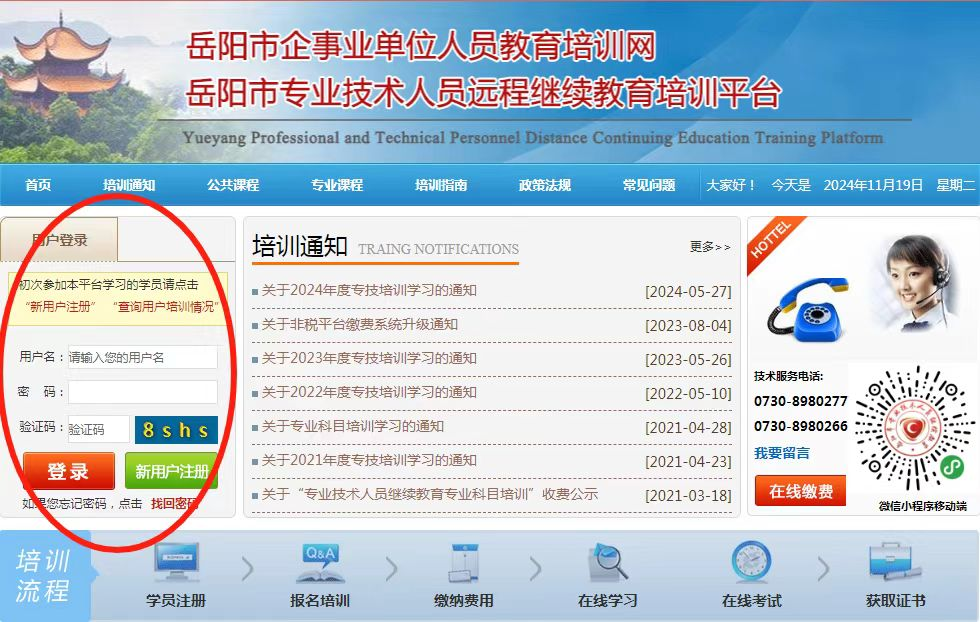 岳阳市企事业单位人员教育培训网
岳阳市专业技术人员远程继续教育培训平台
Yueyang Professional and Technical Personnel Distance Continuing Education Training Platform
首页 培训通知 公共课程 专业课程 培训指南 政策法规 常见问题 大家好！ 今天是 2024年11月19日 星期二
用户登录
初次参加本平台学习的学员请点击
“新用户注册” “查询用户培训情况”
用户名：请输入您的用户名
密 码：
验证码：验证码 8shs
登录 新用户注册
如果您忘记密码，点击 找回密码
培训通知 TRAING NOTIFICATIONS 更多>>
关于2024年度专技培训学习的通知 [2024-05-27]
关于非税平台缴费系统升级通知 [2023-08-04]
关于2023年度专技培训学习的通知 [2023-05-26]
关于2022年度专技培训学习的通知 [2022-05-10]
关于专业科目培训学习的通知 [2021-04-28]
关于2021年度专技培训学习的通知 [2021-04-23]
关于“专业技术人员继续教育专业科目培训”收费公示 [2021-03-18]
HOTTEL
技术服务电话:
0730-8980277
0730-8980266
我要留言
在线缴费
微信小程序移动端
培训
流程
Q&A
学员注册 报名培训 缴纳费用 在线学习 在线考试 获取证书